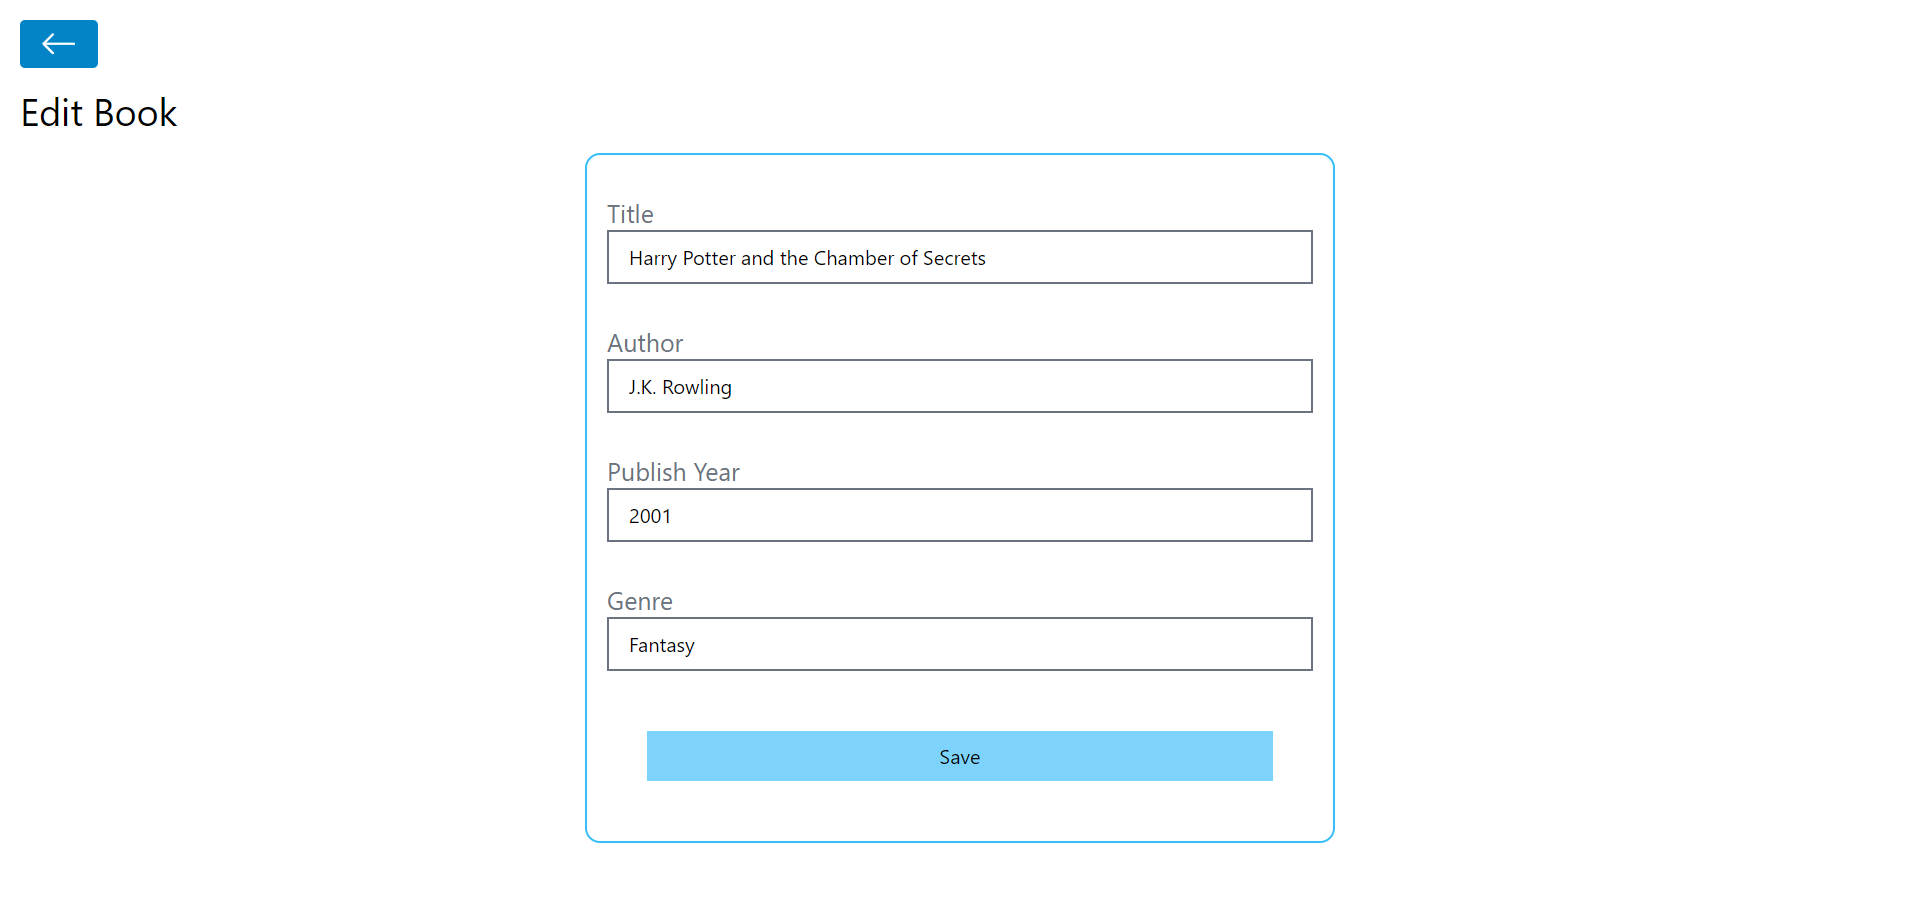 Edit Book
Title
Harry Potter and the Chamber of Secrets
Author
J.K. Rowling
Publish Year
2001
Genre
Fantasy
Save